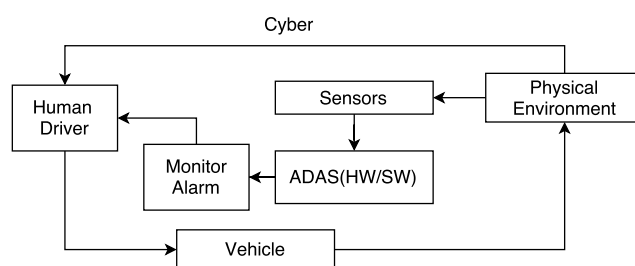 Cyber
Human
Driver
Sensors
Physical
Environment
Monitor
Alarm
ADAS(HW/SW)
Vehicle